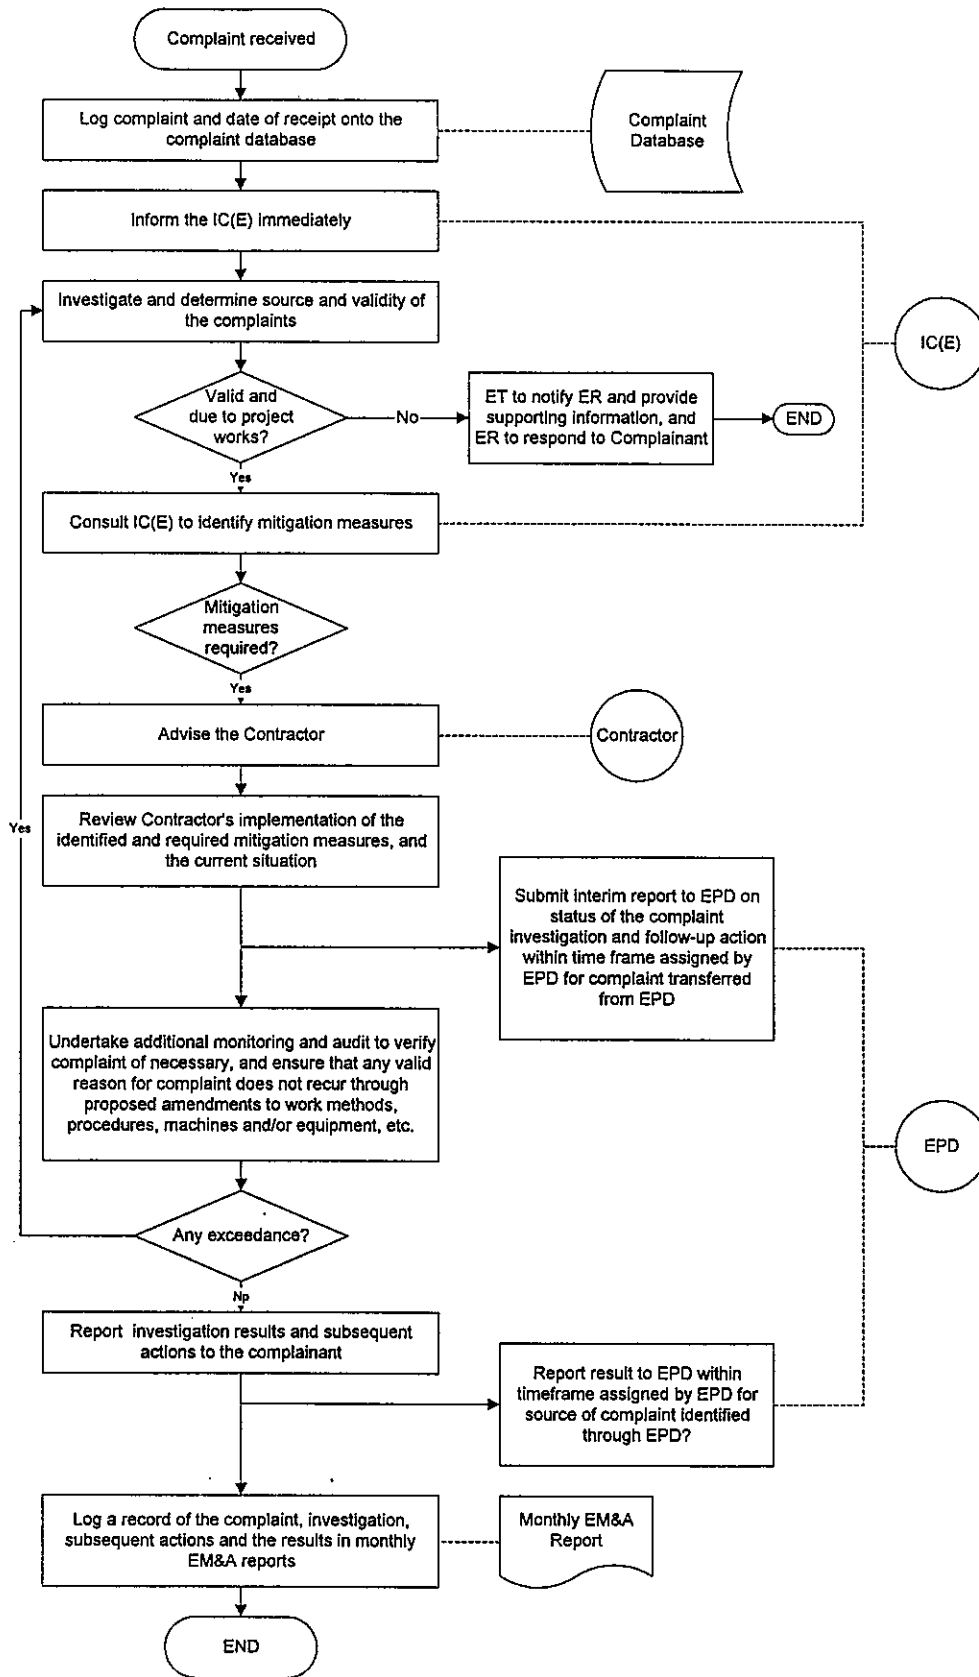 Complaint received
Log complaint and date of receipt onto the
complaint database
Complaint
Database
Inform the IC(E) immediately
Investigate and determine source and validity of
the complaints
IC(E)
Valid and
due to project
works?
No
ET to notify ER and provide
supporting information, and
ER to respond to Complainant
END
Yes
Consult IC(E) to identify mitigation measures
Mitigation
measures
required?
Yes
Advise the Contractor
Contractor
Review Contractor's implementation of the
identified and required mitigation measures, and
the current situation
Yes
Submit interim report to EPD on
status of the complaint
investigation and follow-up action
within time frame assigned by
EPD for complaint transferred
from EPD
Undertake additional monitoring and audit to verify
complaint of necessary, and ensure that any valid
reason for complaint does not recur through
proposed amendments to work methods,
procedures, machines and/or equipment, etc.
EPD
Any exceedance?
Np
Report investigation results and subsequent
actions to the complainant
Report result to EPD within
timeframe assigned by EPD for
source of complaint identified
through EPD?
Log a record of the complaint, investigation,
subsequent actions and the results in monthly
EM&A reports
Monthly EM&A
Report
END